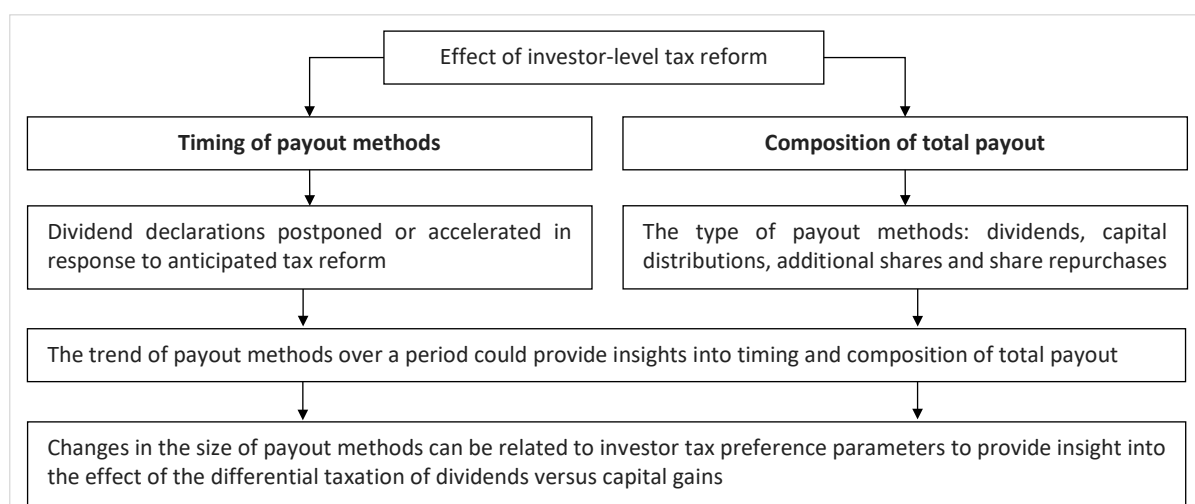 Effect of investor-level tax reform
Timing of payout methods
Composition of total payout
Dividend declarations postponed or accelerated in
response to anticipated tax reform
The type of payout methods: dividends, capital
distributions, additional shares and share repurchases
The trend of payout methods over a period could provide insights into timing and composition of total payout
Changes in the size of payout methods can be related to investor tax preference parameters to provide insight into
the effect of the differential taxation of dividends versus capital gains